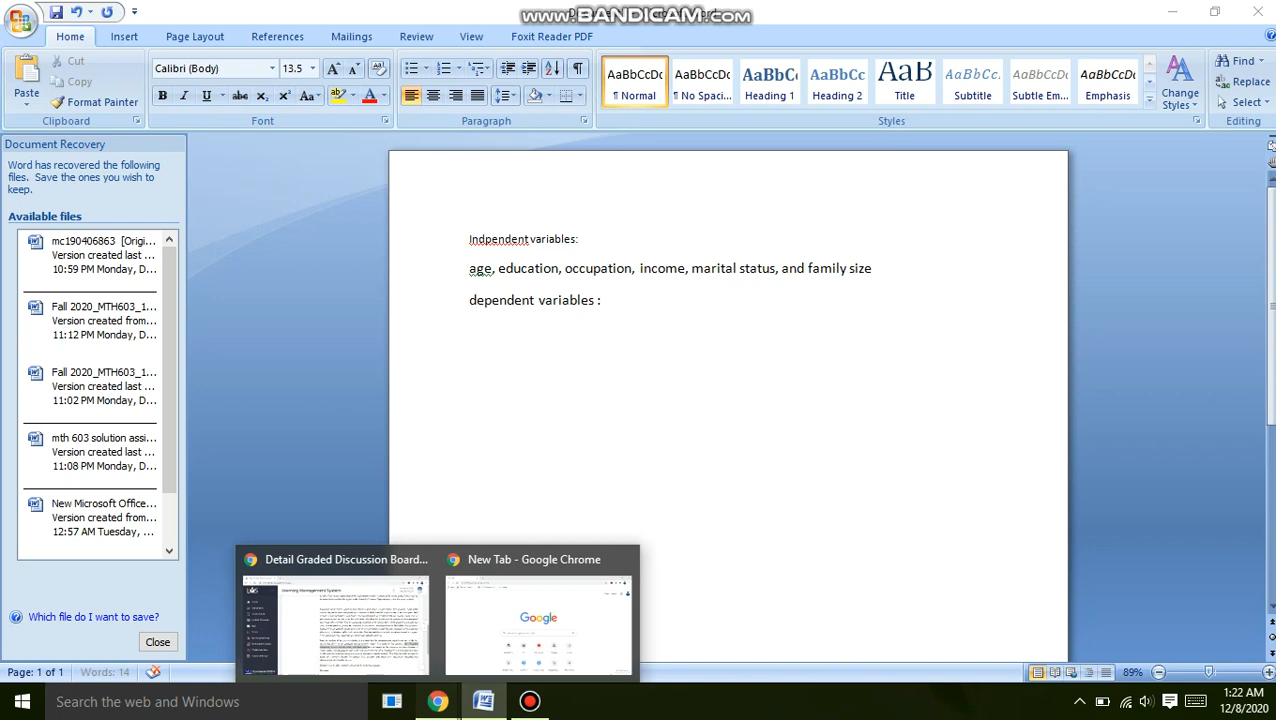 www.BANDICAM.com
Home Insert Page Layout References Mailings Review View Foxit Reader PDF
Paste Cut Copy Format Painter
Clipboard
Calibri (Body) 13.5
Font
Paragraph
AaBbCcDc AaBbCcDc AaBbCc AaBbCc AaB AaBbCc. AaBbCcDc AaBbCcDc
¶ Normal ¶ No Spaci... Heading 1 Heading 2 Title Subtitle Subtle Em... Emphasis
Change Styles
Styles
Find
Replace
Select
Editing
Document Recovery
Word has recovered the following
files. Save the ones you wish to
keep.
Available files
mc190406863 [Origi...
Version created last ...
10:59 PM Monday, D...
Fall 2020_MTH603_1...
Version created from...
11:12 PM Monday, D...
Fall 2020_MTH603_1...
Version created last ...
11:02 PM Monday, D...
mth 603 solution assi...
Version created last ...
11:08 PM Monday, D...
New Microsoft Office...
Version created last ...
12:57 AM Tuesday, ...
Which file do I want to save?
Close
Indpendent variables:
age, education, occupation, income, marital status, and family size
dependent variables :
Detail Graded Discussion Board... New Tab - Google Chrome
Learning Management System
Google
Page: 1 of 1 Words: 1 89%
Search the web and Windows
1:22 AM
12/8/2020